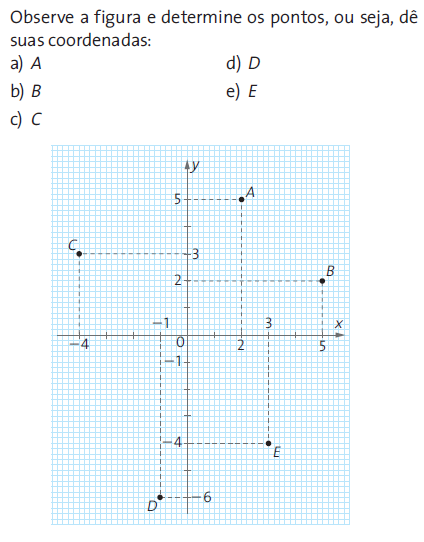 Observe a figura e determine os pontos, ou seja, dê
suas coordenadas:
a) A
d) D
b) B
e) E
c) C
y
5
A
C
3
B
2
−1
3
x
−4
0
2
5
−1
−4
E
D
−6